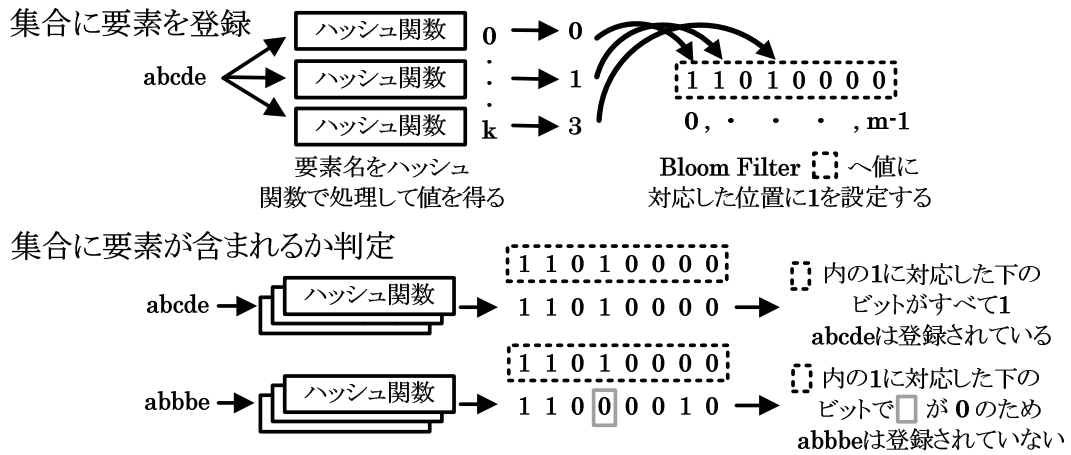 集合に要素を登録
abcde
ハッシュ関数 0 0
ハッシュ関数 1
ハッシュ関数 k 3
1 1 0 1 0 0 0 0
0 , ・ ・ ・ , m-1
要素名をハッシュ
関数で処理して値を得る
Bloom Filter へ値に
対応した位置に1を設定する
集合に要素が含まれるか判定
abcde
ハッシュ関数
1 1 0 1 0 0 0 0
1 1 0 1 0 0 0 0
内の1に対応した下の
ビットがすべて1
abcdeは登録されている
abbbe
ハッシュ関数
1 1 0 1 0 0 0 0
1 1 0 0 0 0 1 0
内の1に対応した下の
ビットで が 0 のため
abbbeは登録されていない